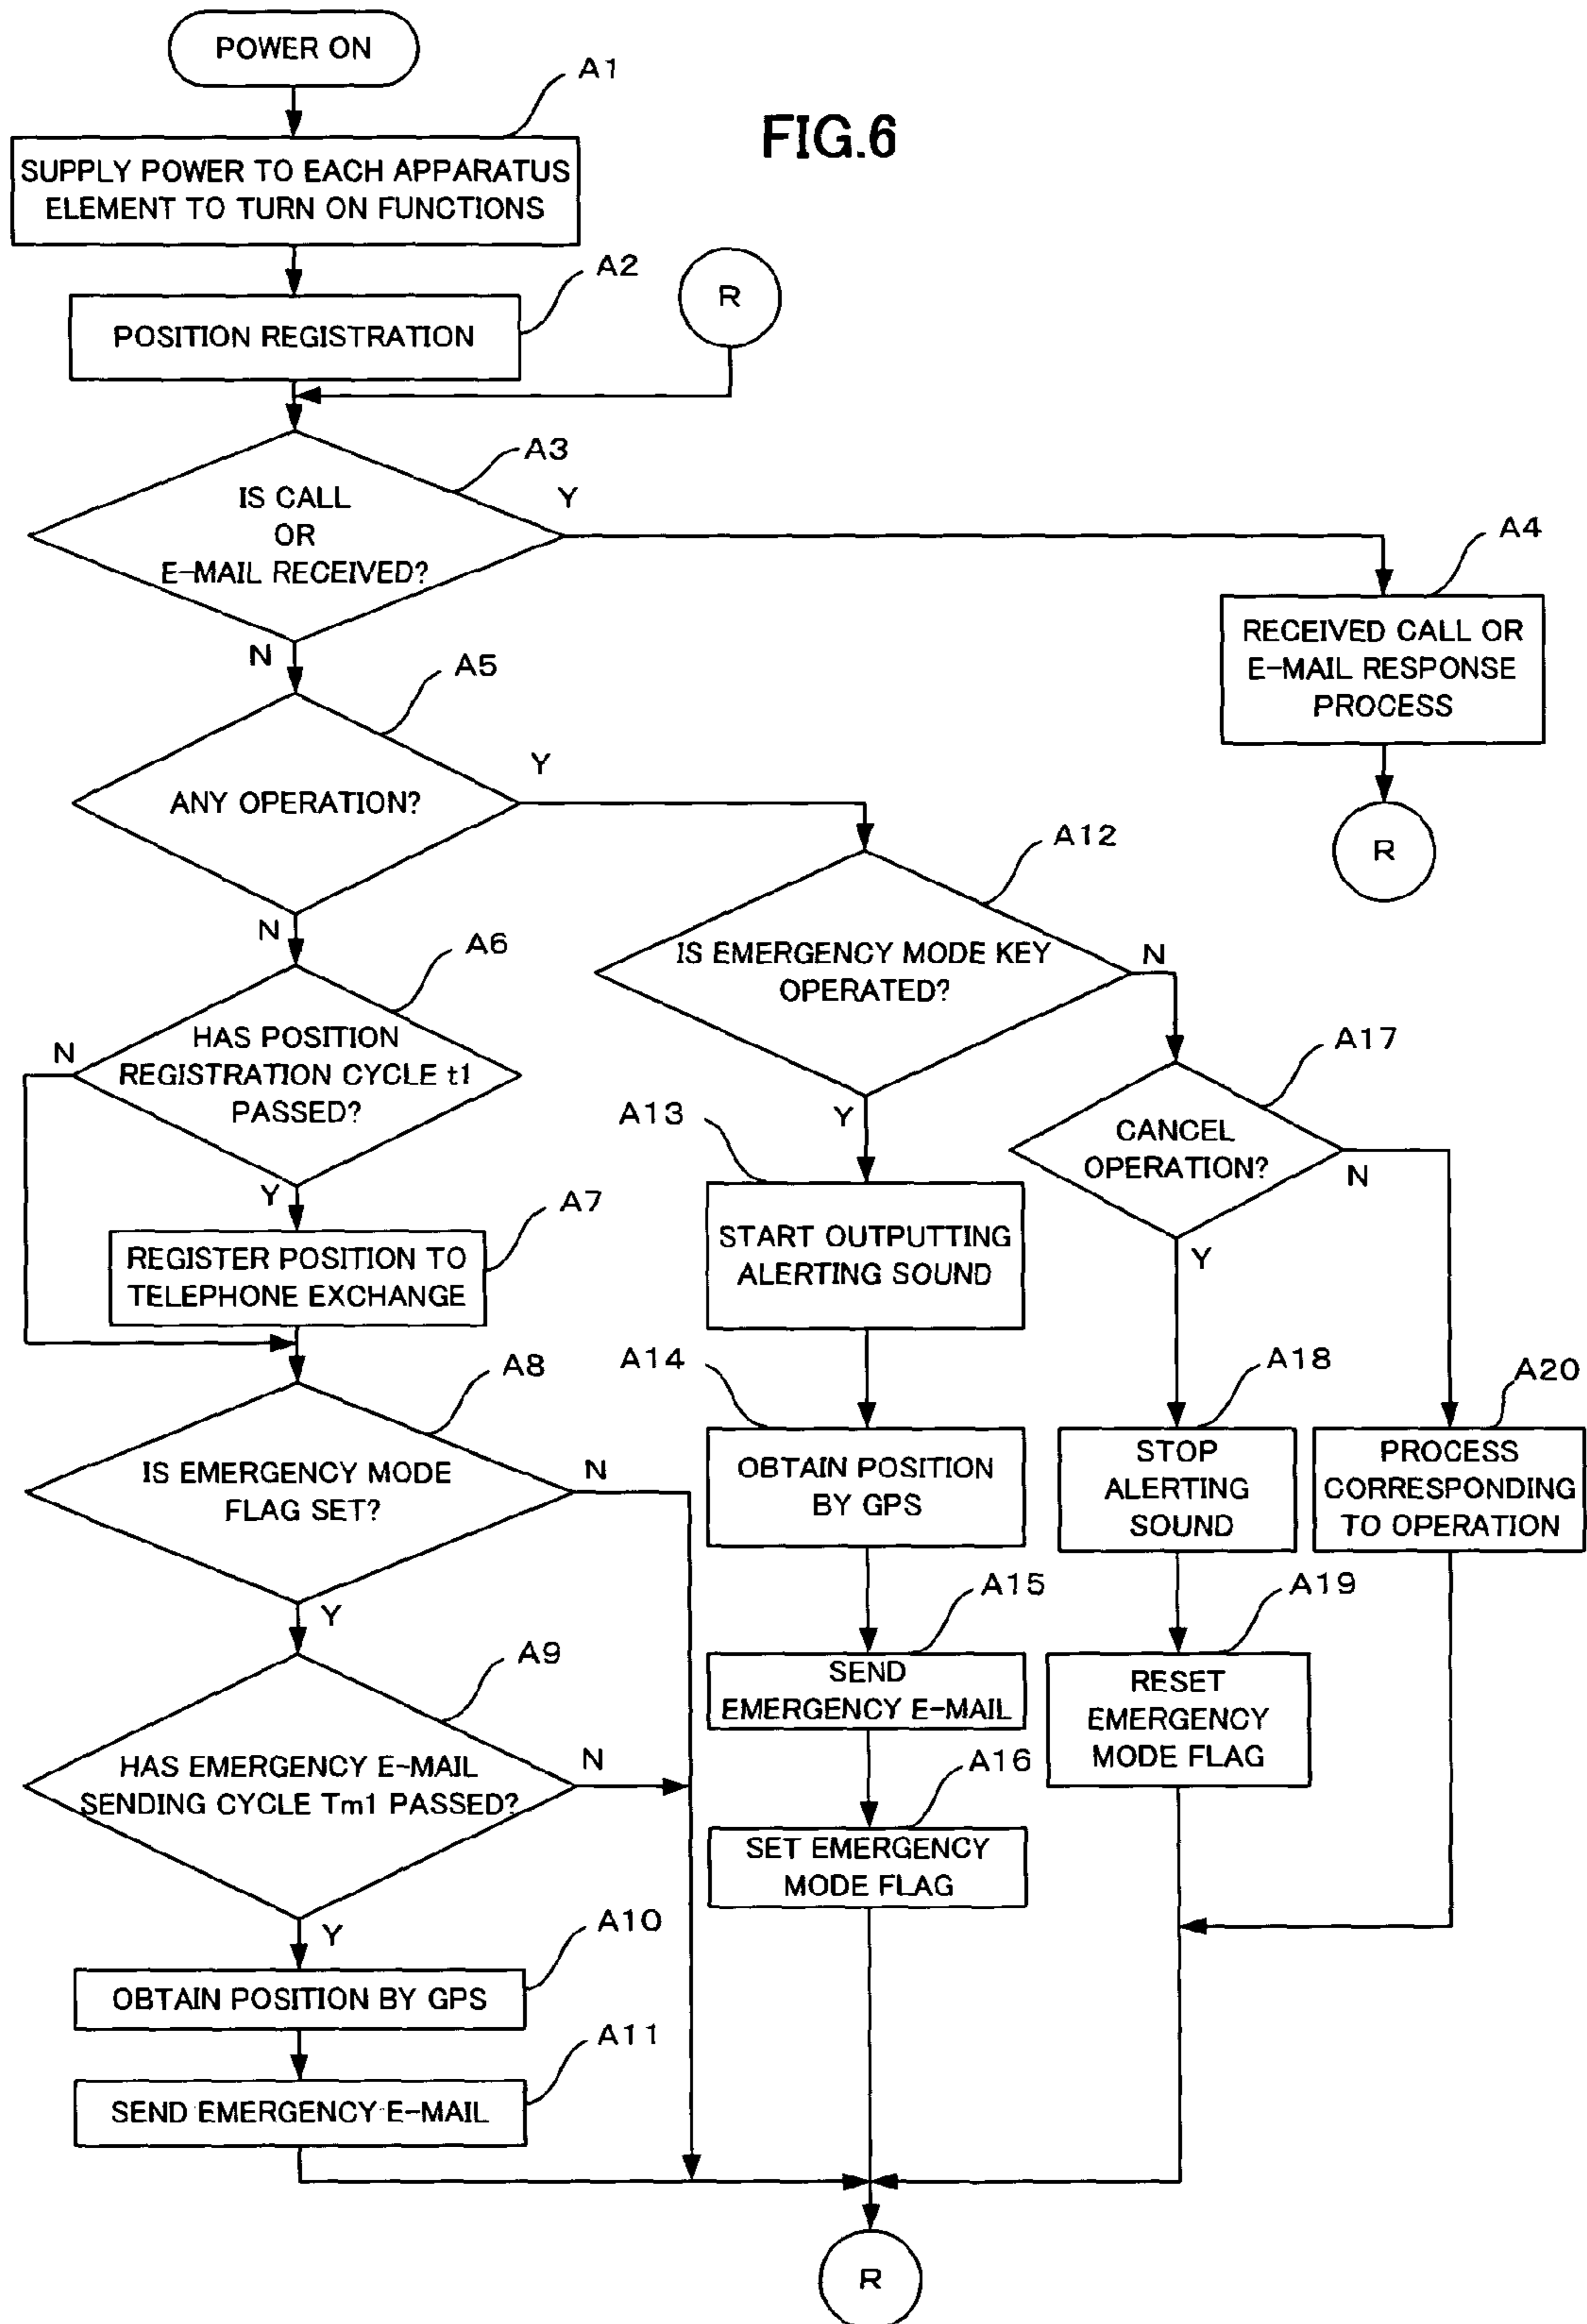 POWER ON
A1
FIG.6
SUPPLY POWER TO EACH APPARATUS
ELEMENT TO TURN ON FUNCTIONS
A2
R
POSITION REGISTRATION
A3
IS CALL
OR
E-MAIL RECEIVED?
Y
N
A4
RECEIVED CALL OR
E-MAIL RESPONSE
PROCESS
R
A5
ANY OPERATION?
Y
N
A6
HAS POSITION
REGISTRATION CYCLE t1
PASSED?
N
Y
A7
REGISTER POSITION TO
TELEPHONE EXCHANGE
A8
IS EMERGENCY MODE
FLAG SET?
N
Y
A9
HAS EMERGENCY E-MAIL
SENDING CYCLE Tm1 PASSED?
N
Y
A10
OBTAIN POSITION BY GPS
A11
SEND EMERGENCY E-MAIL
A12
IS EMERGENCY MODE KEY
OPERATED?
N
Y
A13
START OUTPUTTING
ALERTING SOUND
A14
OBTAIN POSITION
BY GPS
A15
SEND
EMERGENCY E-MAIL
A16
SET EMERGENCY
MODE FLAG
A17
CANCEL
OPERATION?
N
Y
A18
STOP
ALERTING
SOUND
A19
RESET
EMERGENCY
MODE FLAG
A20
PROCESS
CORRESPONDING
TO OPERATION
R